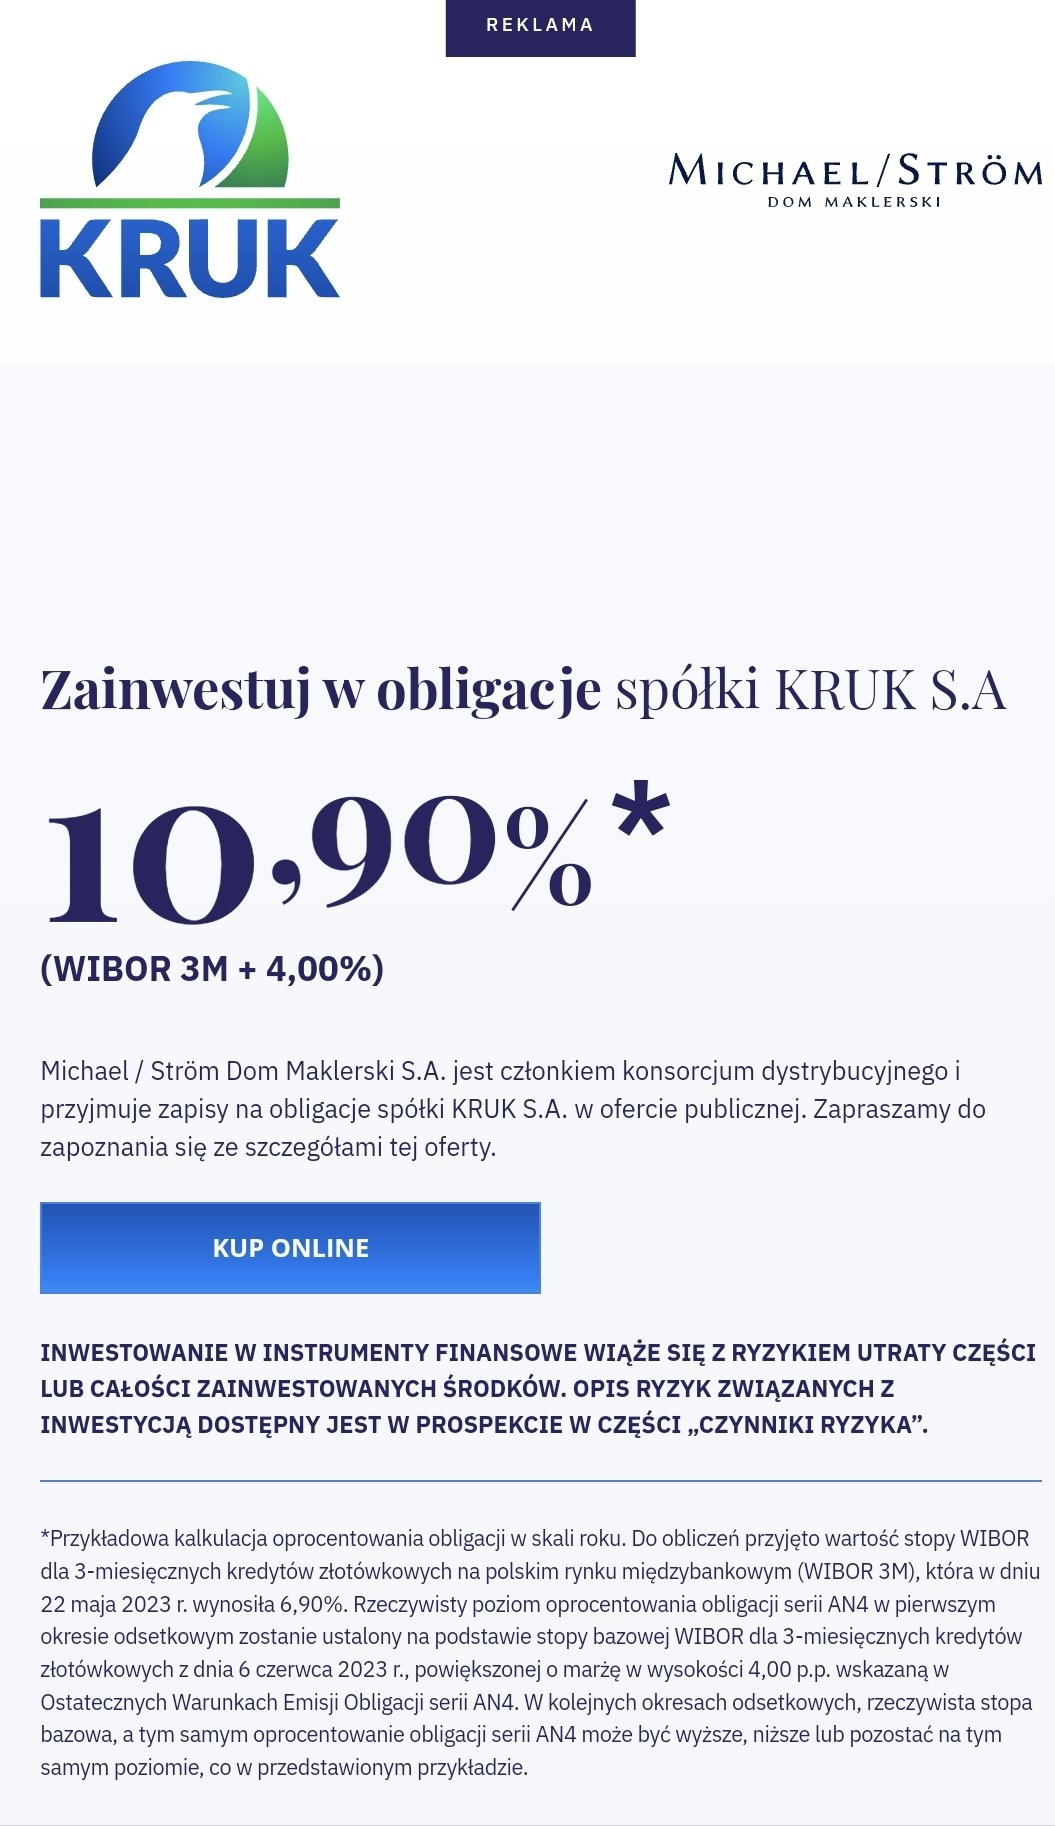 REKLAMA
KRUK
MICHAEL/STRÖM
DOM MAKLERSKI
Zainwestuj w obligacje spółki KRUK S.A
10,90%*
(WIBOR 3M + 4,00%)
Michael / Ström Dom Maklerski S.A. jest członkiem konsorcjum dystrybucyjnego i
przyjmuje zapisy na obligacje spółki KRUK S.A. w ofercie publicznej. Zapraszamy do
zapoznania się ze szczegółami tej oferty.
KUP ONLINE
INWESTOWANIE W INSTRUMENTY FINANSOWE WIĄŻE SIĘ Z RYZYKIEM UTRATY CZĘŚCI
LUB CAŁOŚCI ZAINWESTOWANYCH ŚRODKÓW. OPIS RYZYK ZWIĄZANYCH Z
INWESTYCJĄ DOSTĘPNY JEST W PROSPEKCIE W CZĘŚCI „CZYNNIKI RYZYKA”.
*Przykładowa kalkulacja oprocentowania obligacji w skali roku. Do obliczeń przyjęto wartość stopy WIBOR
dla 3-miesięcznych kredytów złotówkowych na polskim rynku międzybankowym (WIBOR 3M), która w dniu
22 maja 2023 r. wynosiła 6,90%. Rzeczywisty poziom oprocentowania obligacji serii AN4 w pierwszym
okresie odsetkowym zostanie ustalony na podstawie stopy bazowej WIBOR dla 3-miesięcznych kredytów
złotówkowych z dnia 6 czerwca 2023 r., powiększonej o marżę w wysokości 4,00 p.p. wskazaną w
Ostatecznych Warunkach Emisji Obligacji serii AN4. W kolejnych okresach odsetkowych, rzeczywista stopa
bazowa, a tym samym oprocentowanie obligacji serii AN4 może być wyższe, niższe lub pozostać na tym
samym poziomie, co w przedstawionym przykładzie.